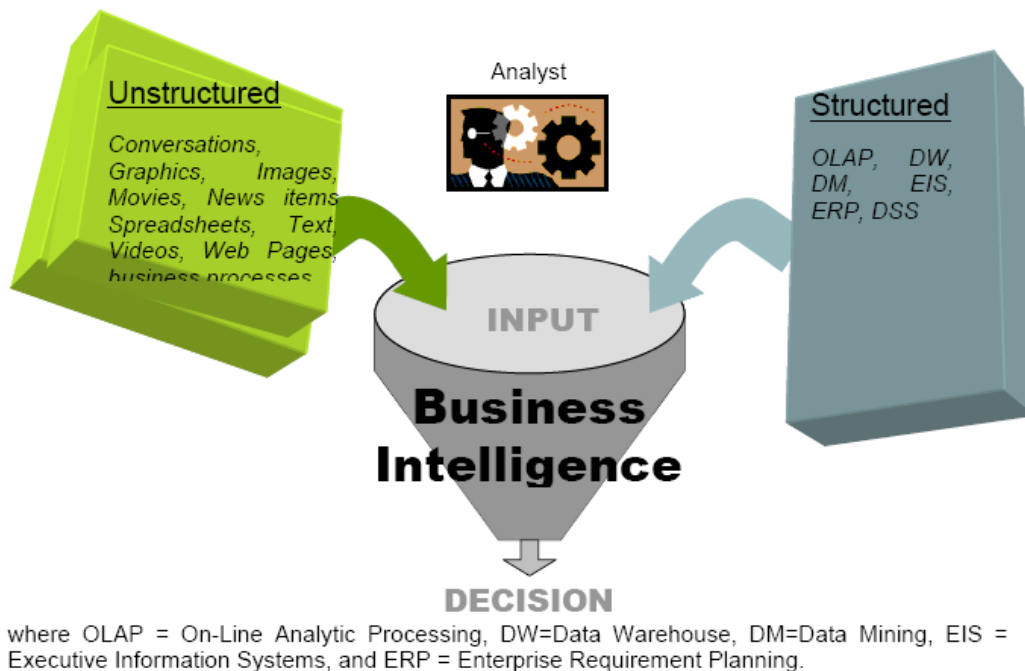 Analyst
Unstructured
Conversations,
Graphics, Images,
Movies, News items
Spreadsheets, Text,
Videos, Web Pages,
business processes
Structured
OLAP, DW,
DM, EIS,
ERP, DSS
INPUT
Business
Intelligence
DECISION
where OLAP = On-Line Analytic Processing, DW=Data Warehouse, DM=Data Mining, EIS =
Executive Information Systems, and ERP = Enterprise Requirement Planning.